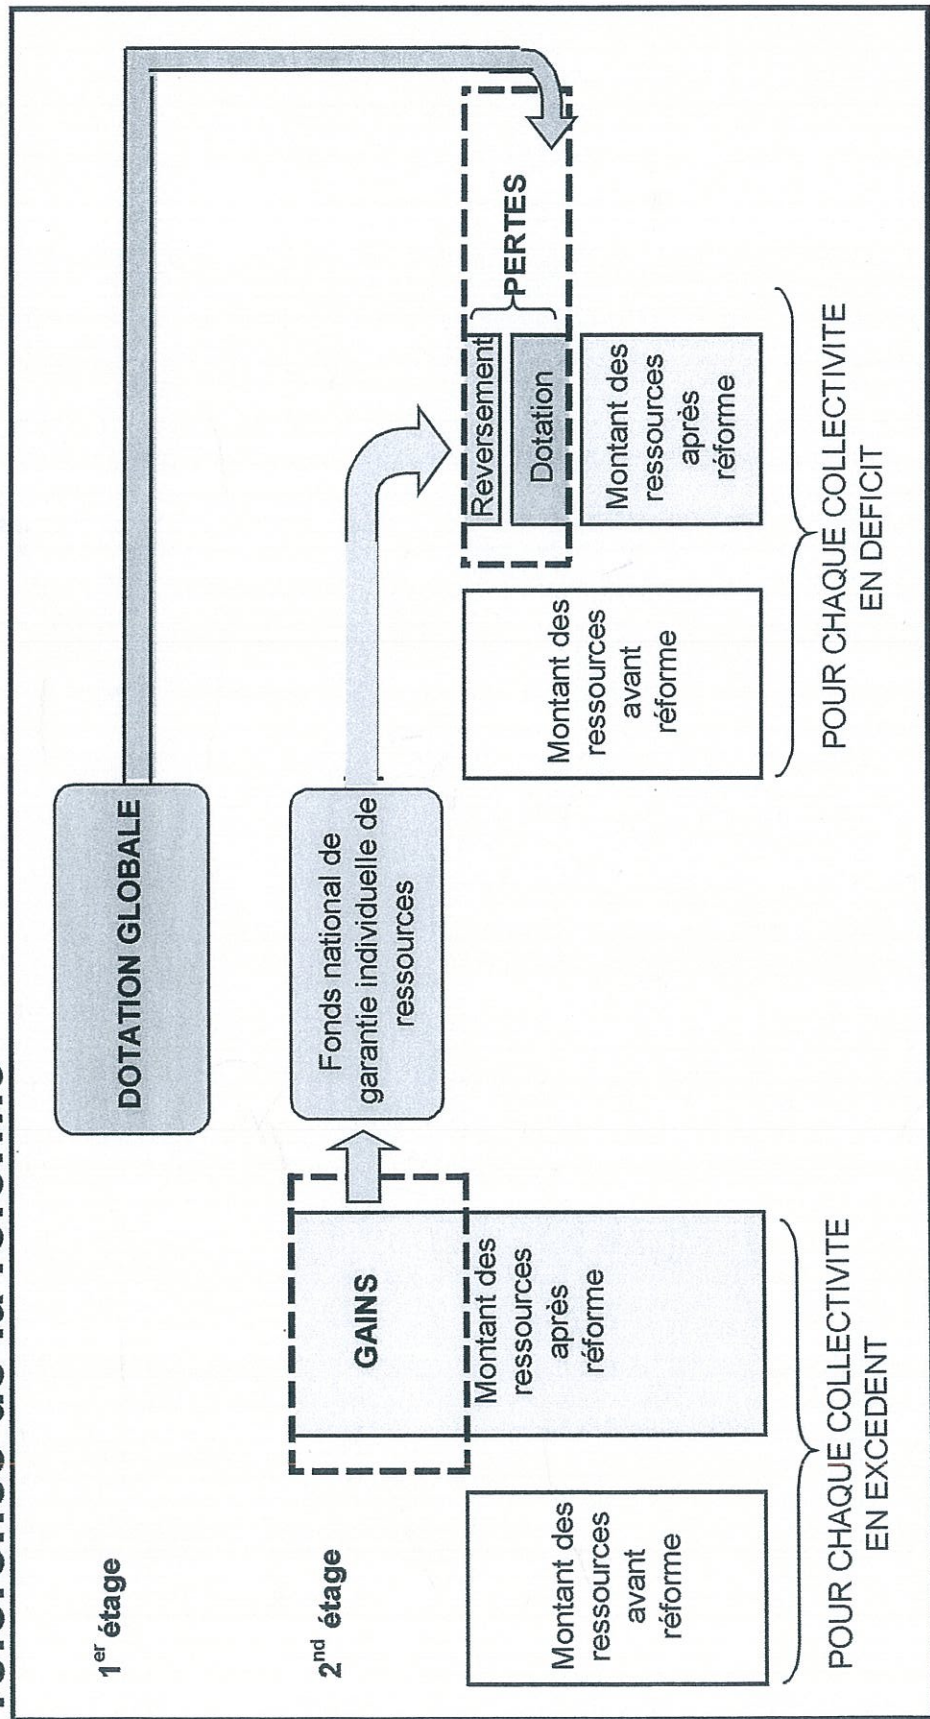 1er étage
DOTATION GLOBALE
2nd étage
GAINS
Fonds national de
garantie individuelle de
ressources
Montant des
ressources
avant
réforme
Montant des
ressources
après
réforme
POUR CHAQUE COLLECTIVITE
EN EXCEDENT
Montant des
ressources
avant
réforme
Reversement
Dotation
PERTES
Montant des
ressources
après
réforme
POUR CHAQUE COLLECTIVITE
EN DEFICIT